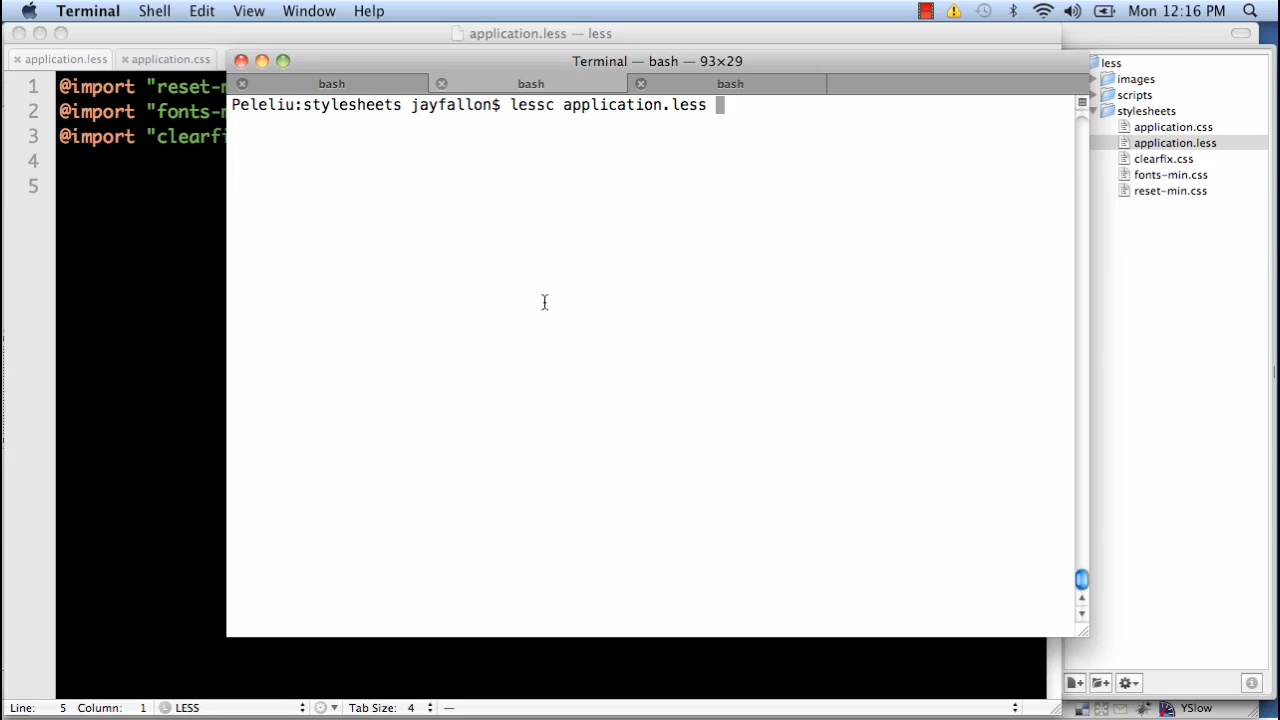 Terminal Shell Edit View Window Help Mon 12:16 PM
application.less — less
application.less application.css
Terminal — bash — 93×29
bash bash bash
1 @import "reset-
2 @import "fonts-
3 @import "clearfi
4
5
Peleliu:stylesheets jayfallon$ lessc application.less
less
images
scripts
stylesheets
application.css
application.less
clearfix.css
fonts-min.css
reset-min.css
Line: 5 Column: 1 LESS Tab Size: 4 —
YSlow